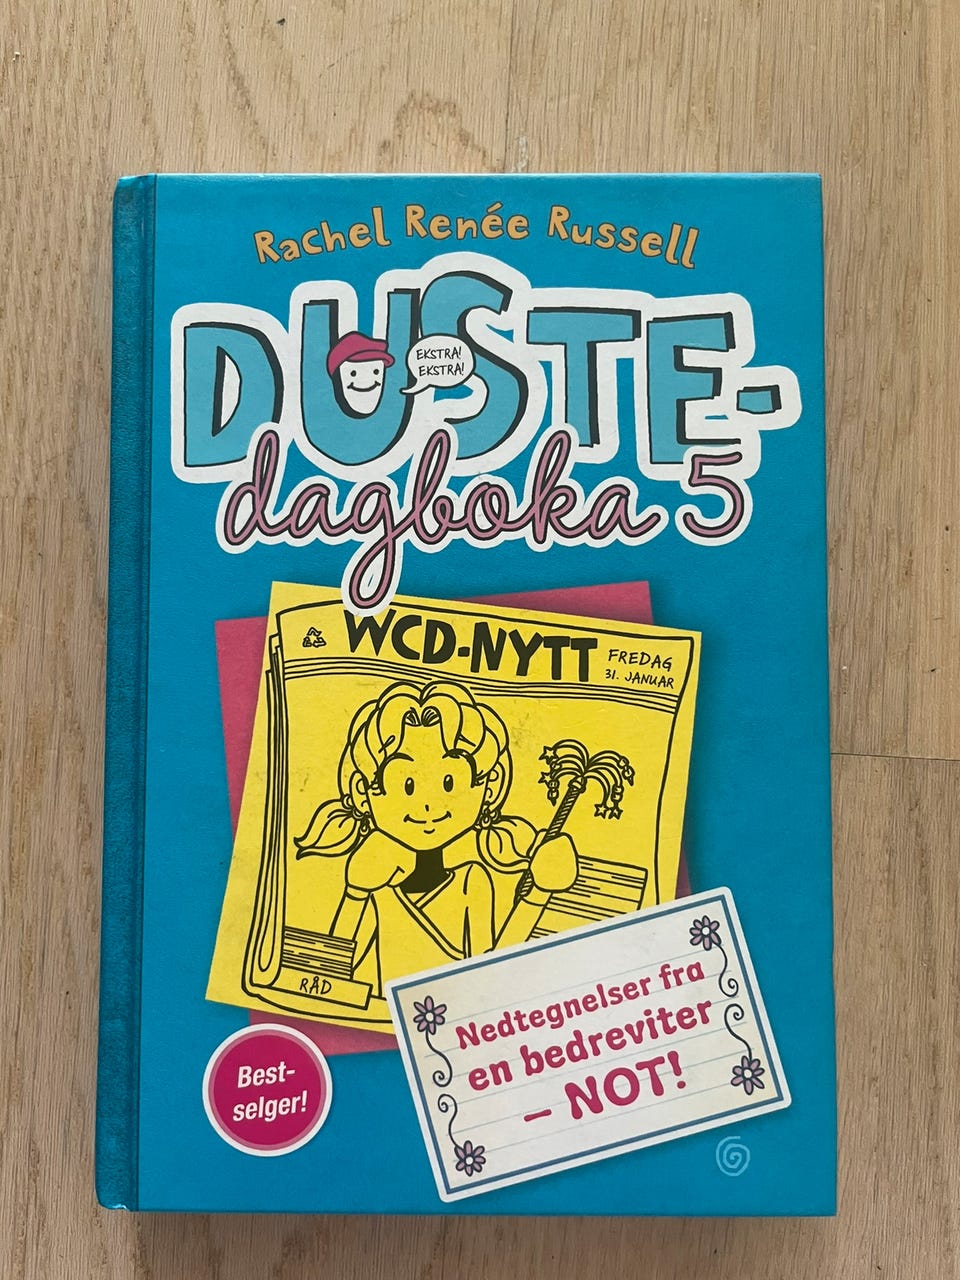 Rachel Renée Russell
DUSTE-
EKSTRA!
EKSTRA!
dagboka 5
WCD-NYTT
FREDAG
31. JANUAR
RÅD
Nedtegnelser fra
en bedreviter
– NOT!
Best-
selger!